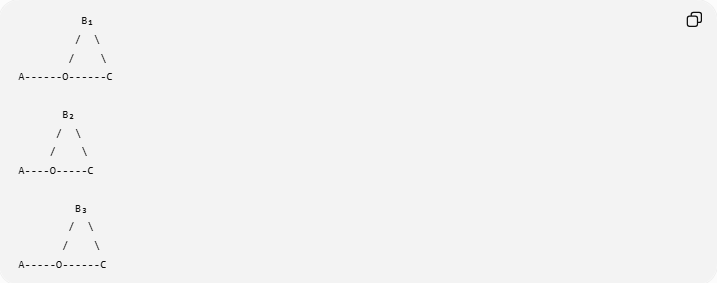 B₁
         /  \
        /    \
A------O------C
       B₂
      /  \
     /    \
A----O-----C
         B₃
        /  \
       /    \
A-----O------C